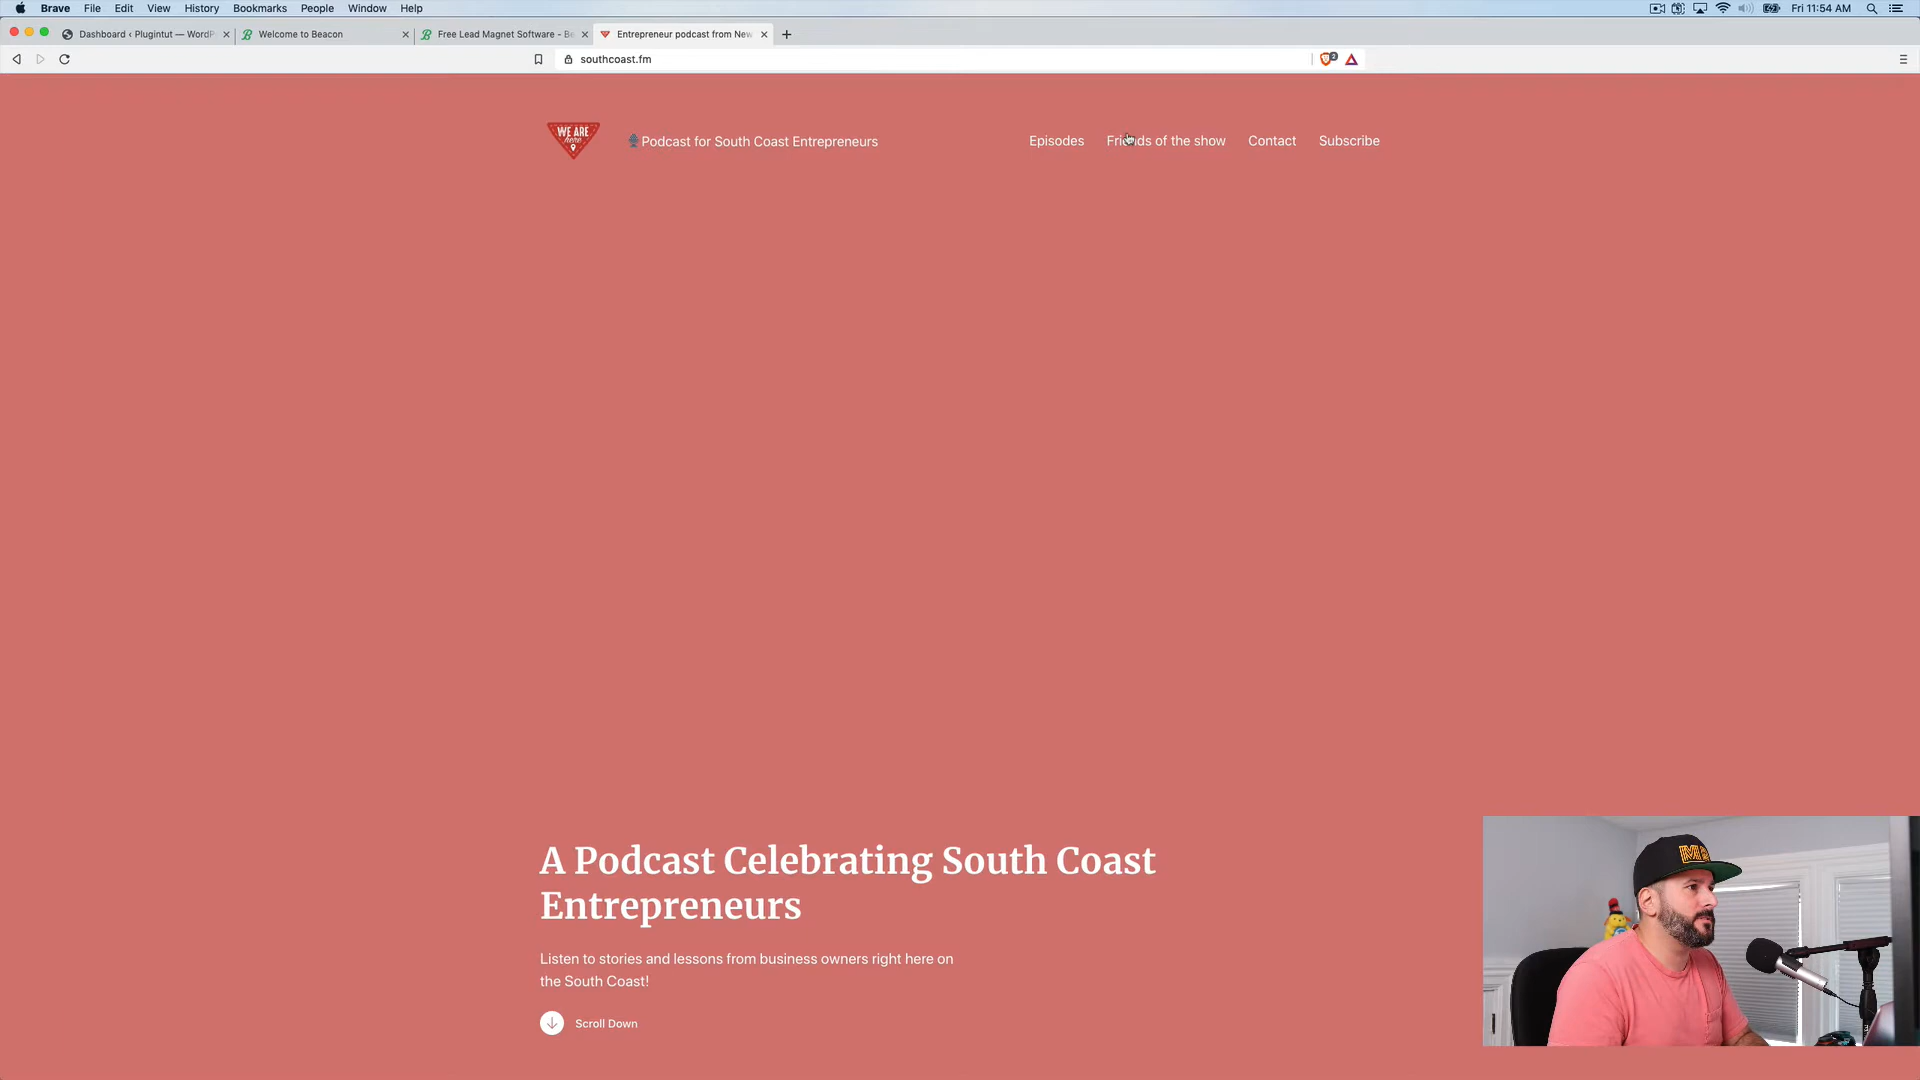 Brave File Edit View History Bookmarks People Window Help Fri 11:54 AM
Dashboard ‹ Plugintut — WordP Welcome to Beacon Free Lead Magnet Software - Be Entrepreneur podcast from New
southcoast.fm
WE ARE
here
Podcast for South Coast Entrepreneurs
Episodes Friends of the show Contact Subscribe
A Podcast Celebrating South Coast
Entrepreneurs
Listen to stories and lessons from business owners right here on
the South Coast!
Scroll Down